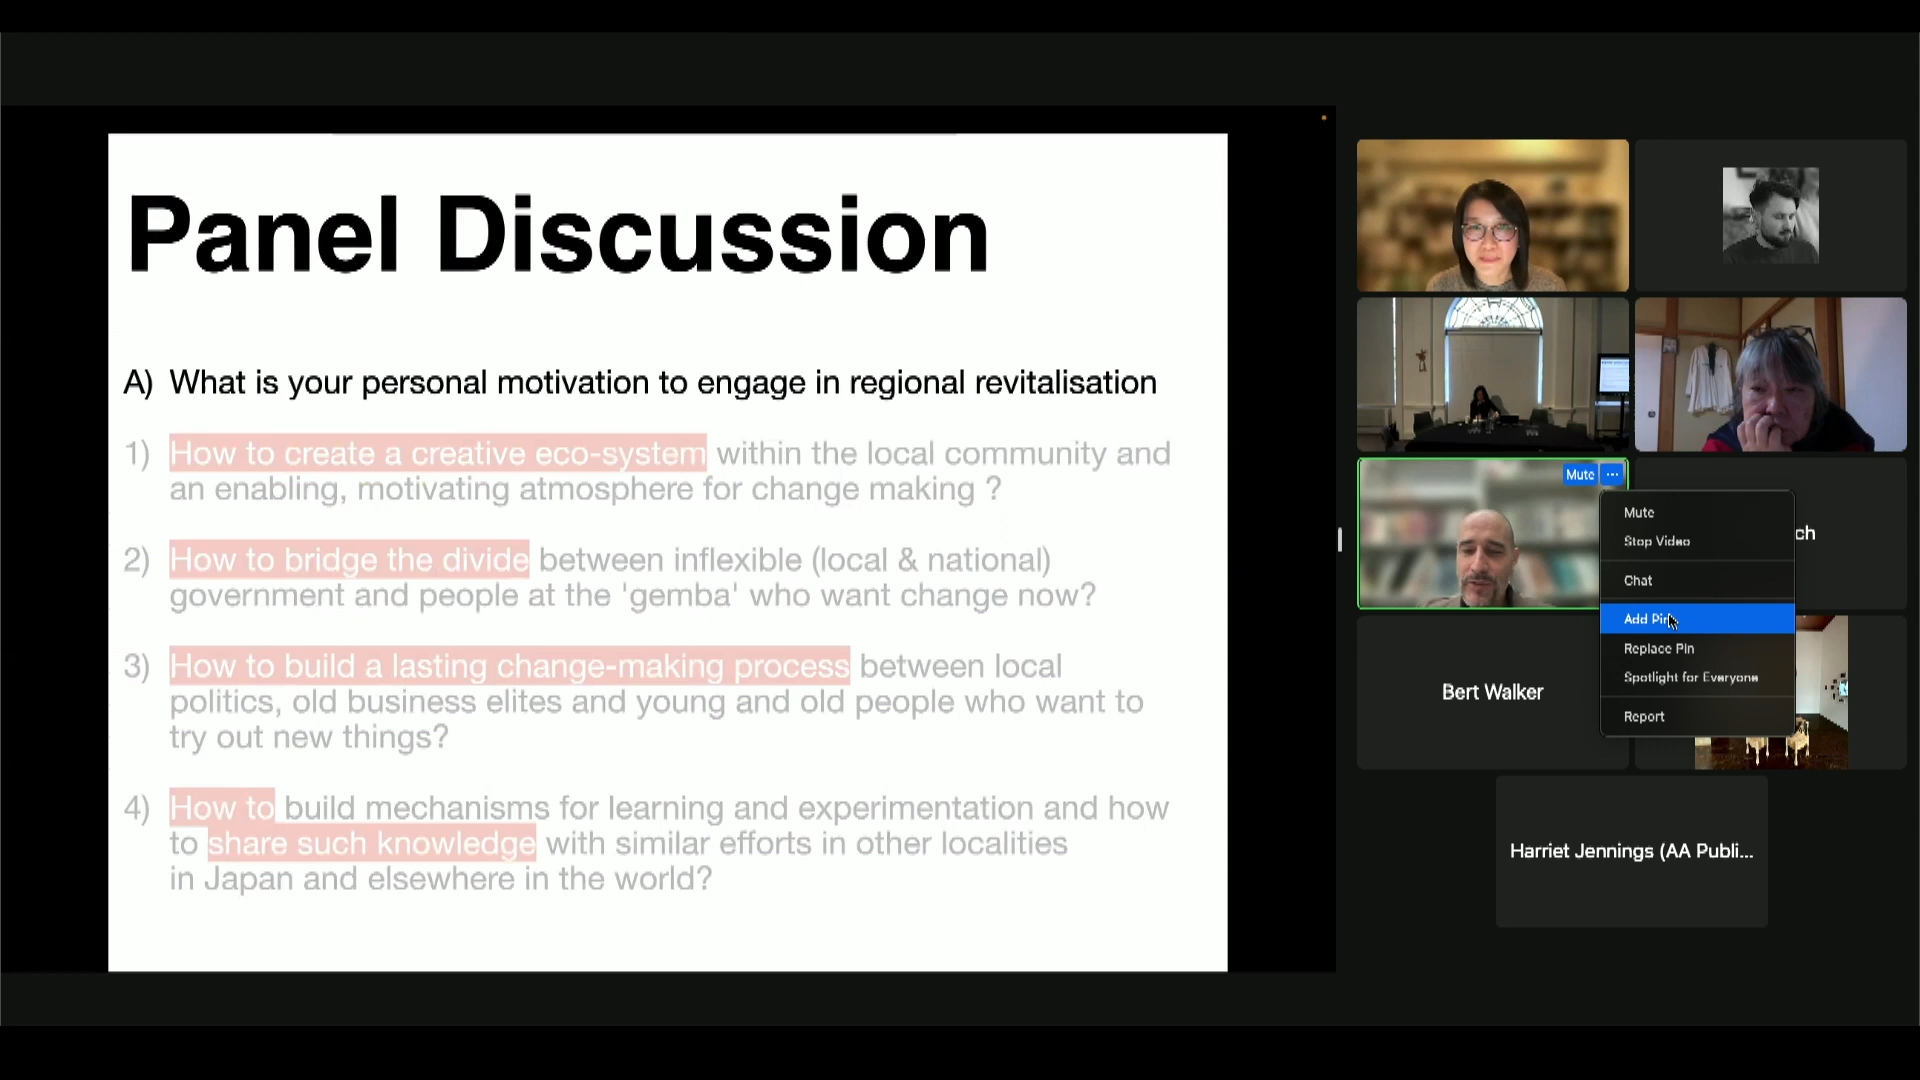 Panel Discussion
A) What is your personal motivation to engage in regional revitalisation
1) How to create a creative eco-system within the local community and
an enabling, motivating atmosphere for change making ?
2) How to bridge the divide between inflexible (local & national)
government and people at the 'gemba' who want change now?
3) How to build a lasting change-making process between local
politics, old business elites and young and old people who want to
try out new things?
4) How to build mechanisms for learning and experimentation and how
to share such knowledge with similar efforts in other localities
in Japan and elsewhere in the world?
Mute ...
Mute
Stop Video
Chat
Add Pin
Replace Pin
Spotlight for Everyone
Report
ch
Bert Walker
Harriet Jennings (AA Publi...